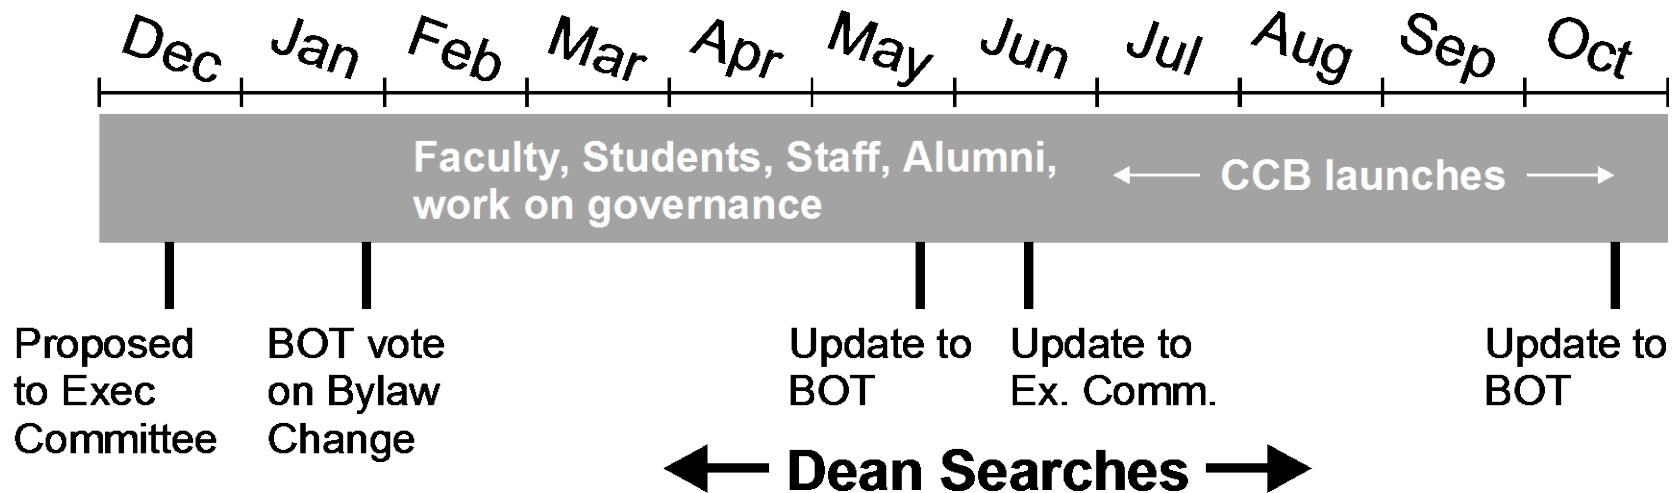 Dec Jan Feb Mar Apr May Jun Jul Aug Sep Oct
Faculty, Students, Staff, Alumni,
work on governance
CCB launches
Proposed
to Exec
Committee
BOT vote
on Bylaw
Change
Update to
BOT
Update to
Ex. Comm.
Update to
BOT
Dean Searches